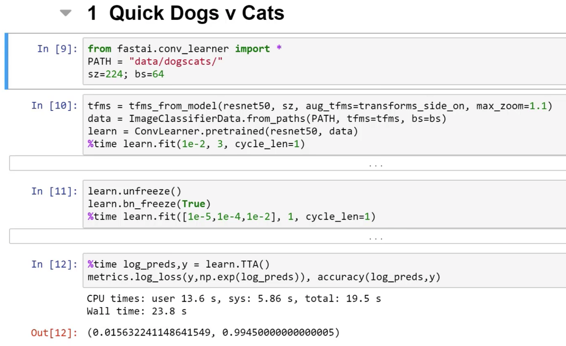 1 Quick Dogs v Cats
In [9]: from fastai.conv_learner import *
PATH = "data/dogscats/"
sz=224; bs=64
In [10]: tfms = tfms_from_model(resnet50, sz, aug_tfms=transforms_side_on, max_zoom=1.1)
data = ImageClassifierData.from_paths(PATH, tfms=tfms, bs=bs)
learn = ConvLearner.pretrained(resnet50, data)
%time learn.fit(1e-2, 3, cycle_len=1)
...
In [11]: learn.unfreeze()
learn.bn_freeze(True)
%time learn.fit([1e-5,1e-4,1e-2], 1, cycle_len=1)
...
In [12]: %time log_preds,y = learn.TTA()
metrics.log_loss(y,np.exp(log_preds)), accuracy(log_preds,y)
CPU times: user 13.6 s, sys: 5.86 s, total: 19.5 s
Wall time: 23.8 s
Out[12]: (0.015632241148641549, 0.99450000000000005)